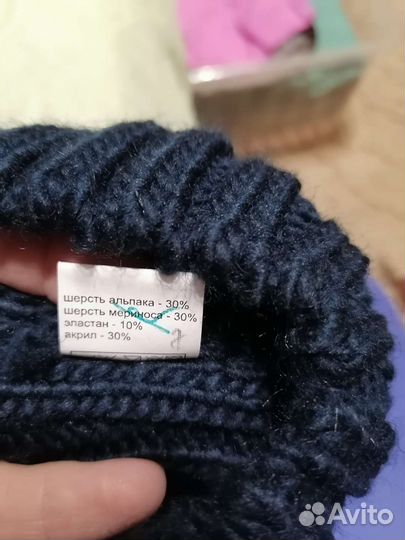 шерсть альпака - 30%
шерсть мериноса - 30%
эластан - 10%
акрил - 30%
Avito